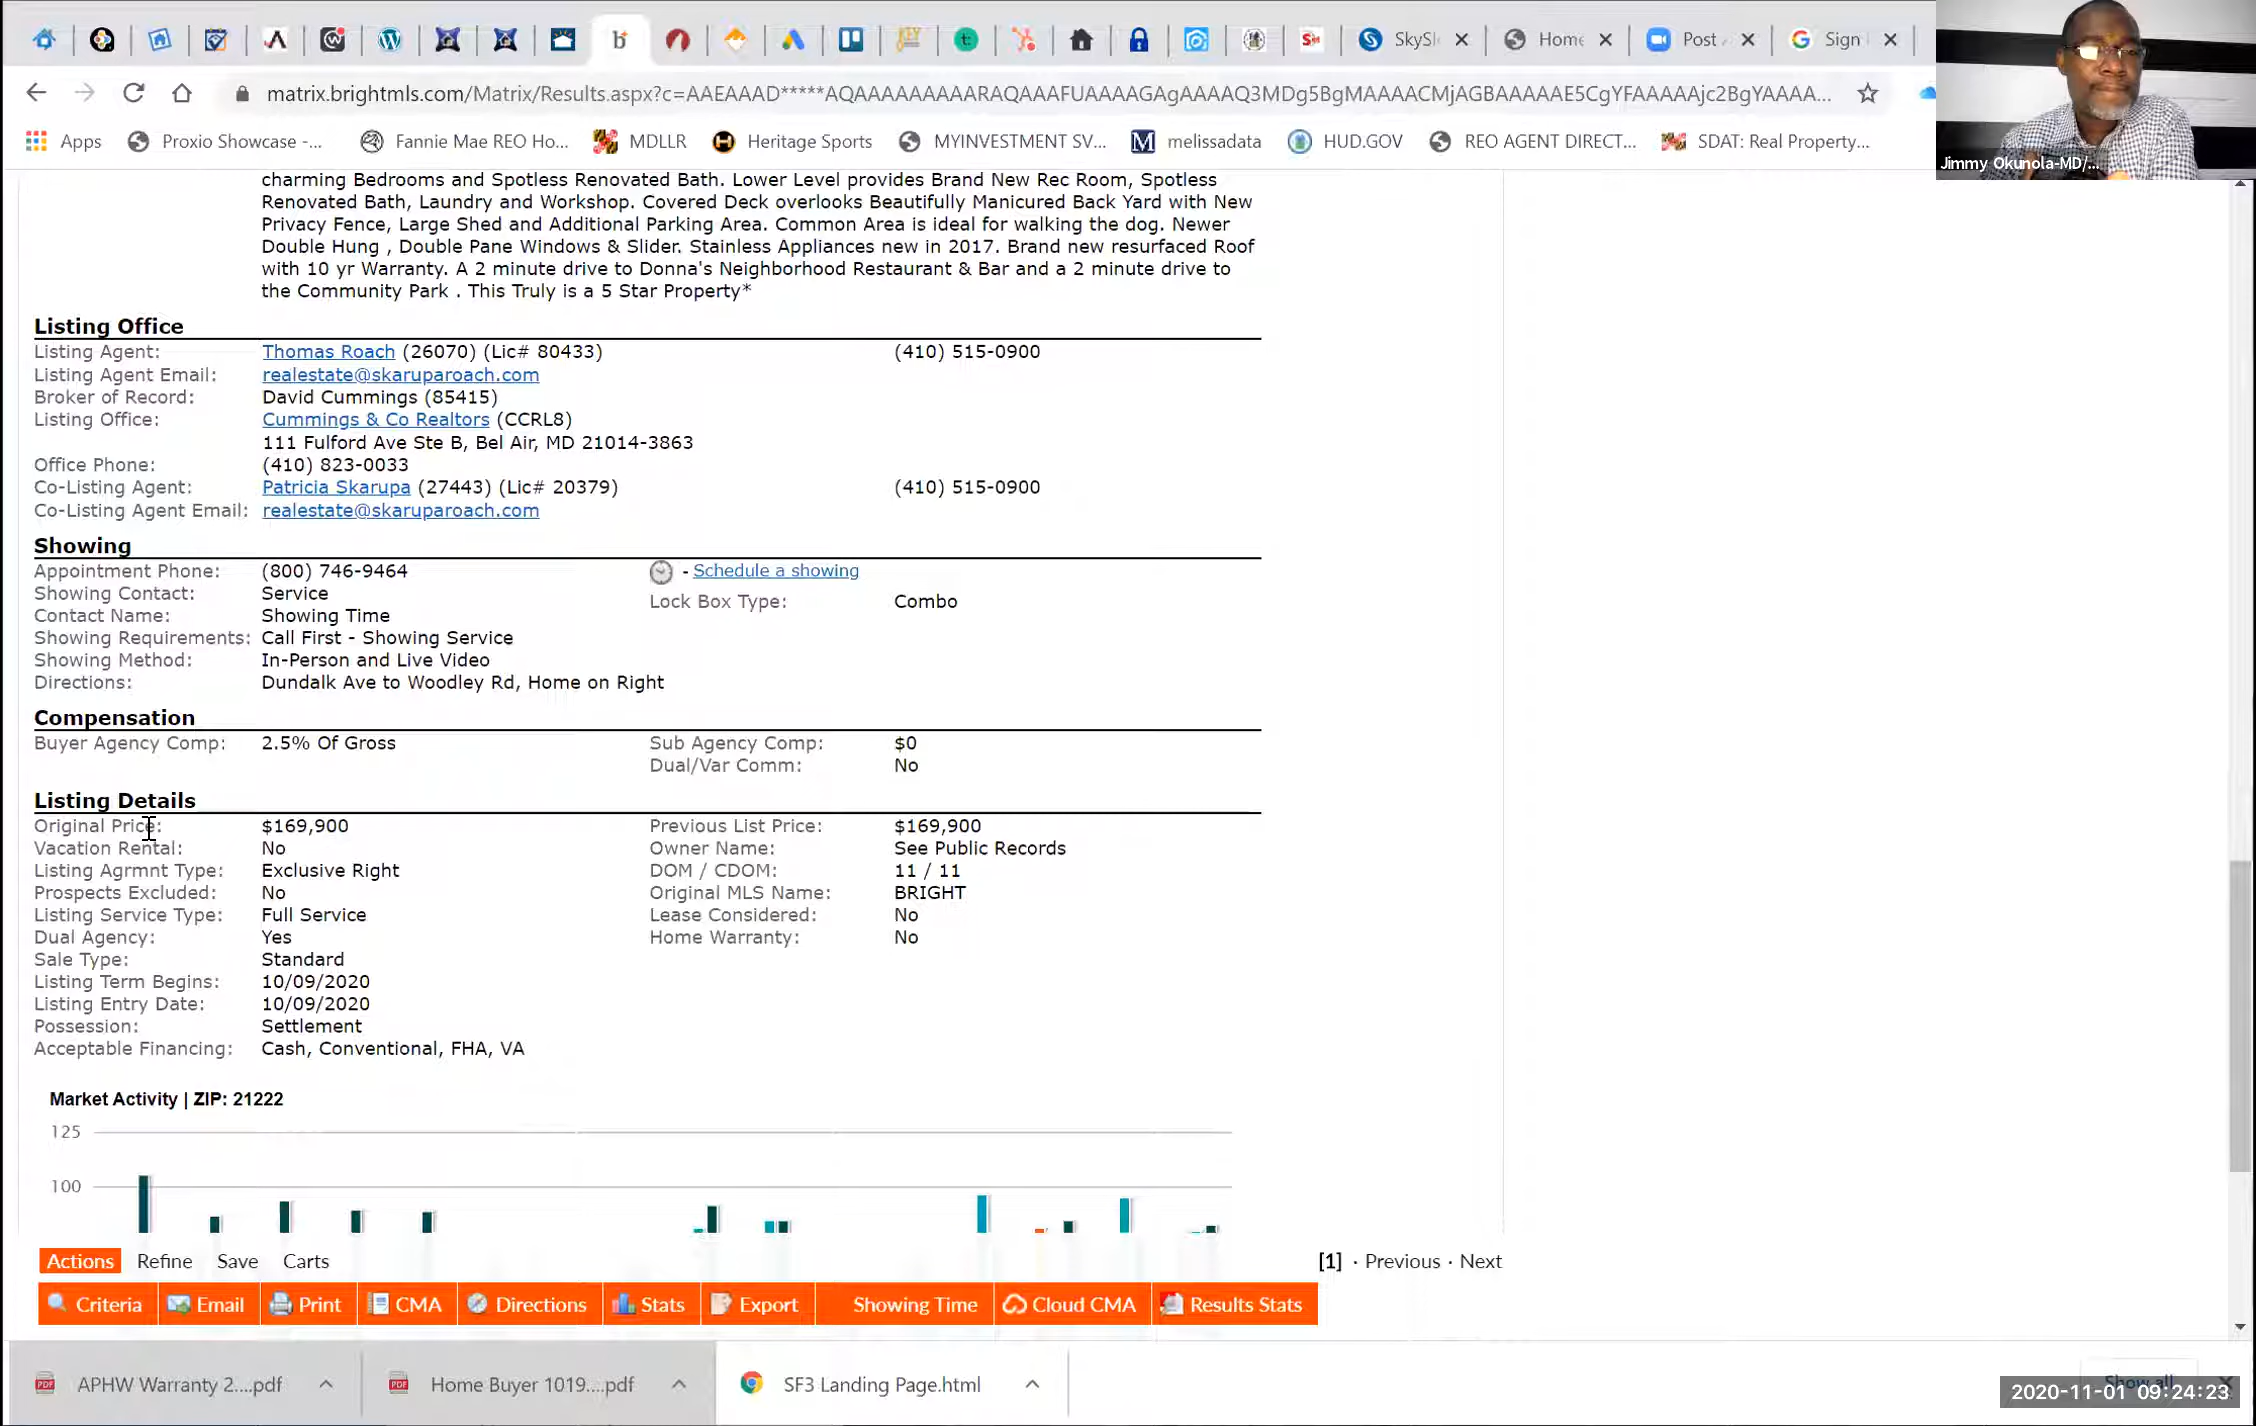 SkySl
Home
Post
Sign
matrix.brightmls.com/Matrix/Results.aspx?c=AAEAAAD*****AQAAAAAAAAARAQAAAFUAAAAGAgAAAAQ3MDg5BgMAAAACMjAGBAAAAAE5CgYFAAAAAjc2BgYAAAA...
Apps
Proxio Showcase -...
Fannie Mae REO Ho...
MDLLR
Heritage Sports
MYINVESTMENT SV...
melissadata
HUD.GOV
REO AGENT DIRECT...
SDAT: Real Property...
Jimmy Okunola-MD/...
charming Bedrooms and Spotless Renovated Bath. Lower Level provides Brand New Rec Room, Spotless
Renovated Bath, Laundry and Workshop. Covered Deck overlooks Beautifully Manicured Back Yard with New
Privacy Fence, Large Shed and Additional Parking Area. Common Area is ideal for walking the dog. Newer
Double Hung , Double Pane Windows & Slider. Stainless Appliances new in 2017. Brand new resurfaced Roof
with 10 yr Warranty. A 2 minute drive to Donna's Neighborhood Restaurant & Bar and a 2 minute drive to
the Community Park . This Truly is a 5 Star Property*
Listing Office
Listing Agent: Thomas Roach (26070) (Lic# 80433) (410) 515-0900
Listing Agent Email: realestate@skaruparoach.com
Broker of Record: David Cummings (85415)
Listing Office: Cummings & Co Realtors (CCRL8)
111 Fulford Ave Ste B, Bel Air, MD 21014-3863
Office Phone: (410) 823-0033
Co-Listing Agent: Patricia Skarupa (27443) (Lic# 20379) (410) 515-0900
Co-Listing Agent Email: realestate@skaruparoach.com
Showing
Appointment Phone: (800) 746-9464 - Schedule a showing
Showing Contact: Service Lock Box Type: Combo
Contact Name: Showing Time
Showing Requirements: Call First - Showing Service
Showing Method: In-Person and Live Video
Directions: Dundalk Ave to Woodley Rd, Home on Right
Compensation
Buyer Agency Comp: 2.5% Of Gross Sub Agency Comp: $0
Dual/Var Comm: No
Listing Details
Original Price: $169,900 Previous List Price: $169,900
Vacation Rental: No Owner Name: See Public Records
Listing Agrmnt Type: Exclusive Right DOM / CDOM: 11 / 11
Prospects Excluded: No Original MLS Name: BRIGHT
Listing Service Type: Full Service Lease Considered: No
Dual Agency: Yes Home Warranty: No
Sale Type: Standard
Listing Term Begins: 10/09/2020
Listing Entry Date: 10/09/2020
Possession: Settlement
Acceptable Financing: Cash, Conventional, FHA, VA
Market Activity | ZIP: 21222
125
100
Actions Refine Save Carts [1] · Previous · Next
Criteria Email Print CMA Directions Stats Export Showing Time Cloud CMA Results Stats
APHW Warranty 2....pdf
Home Buyer 1019....pdf
SF3 Landing Page.html
Show all
2020-11-01 09:24:23